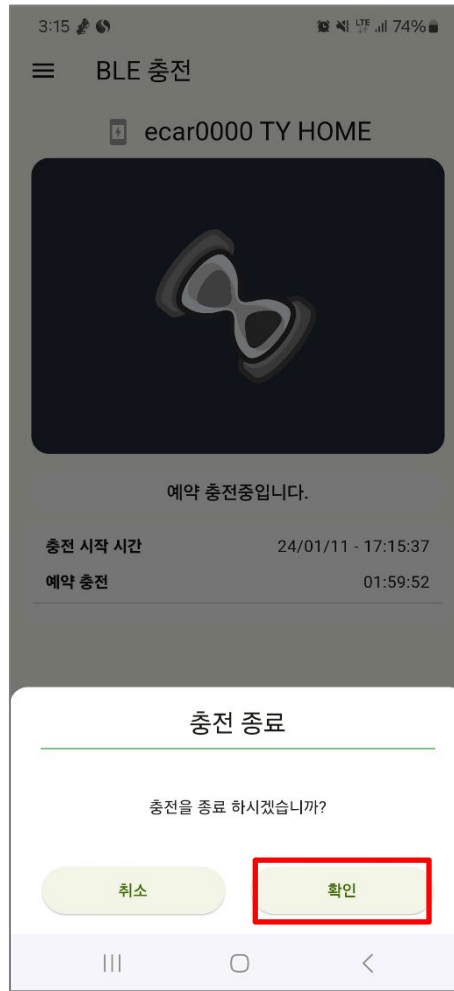 3:15 LTE 74%
BLE 충전
ecar0000 TY HOME
예약 충전중입니다.
충전 시작 시간 24/01/11 - 17:15:37
예약 충전 01:59:52
충전 종료
충전을 종료 하시겠습니까?
취소 확인